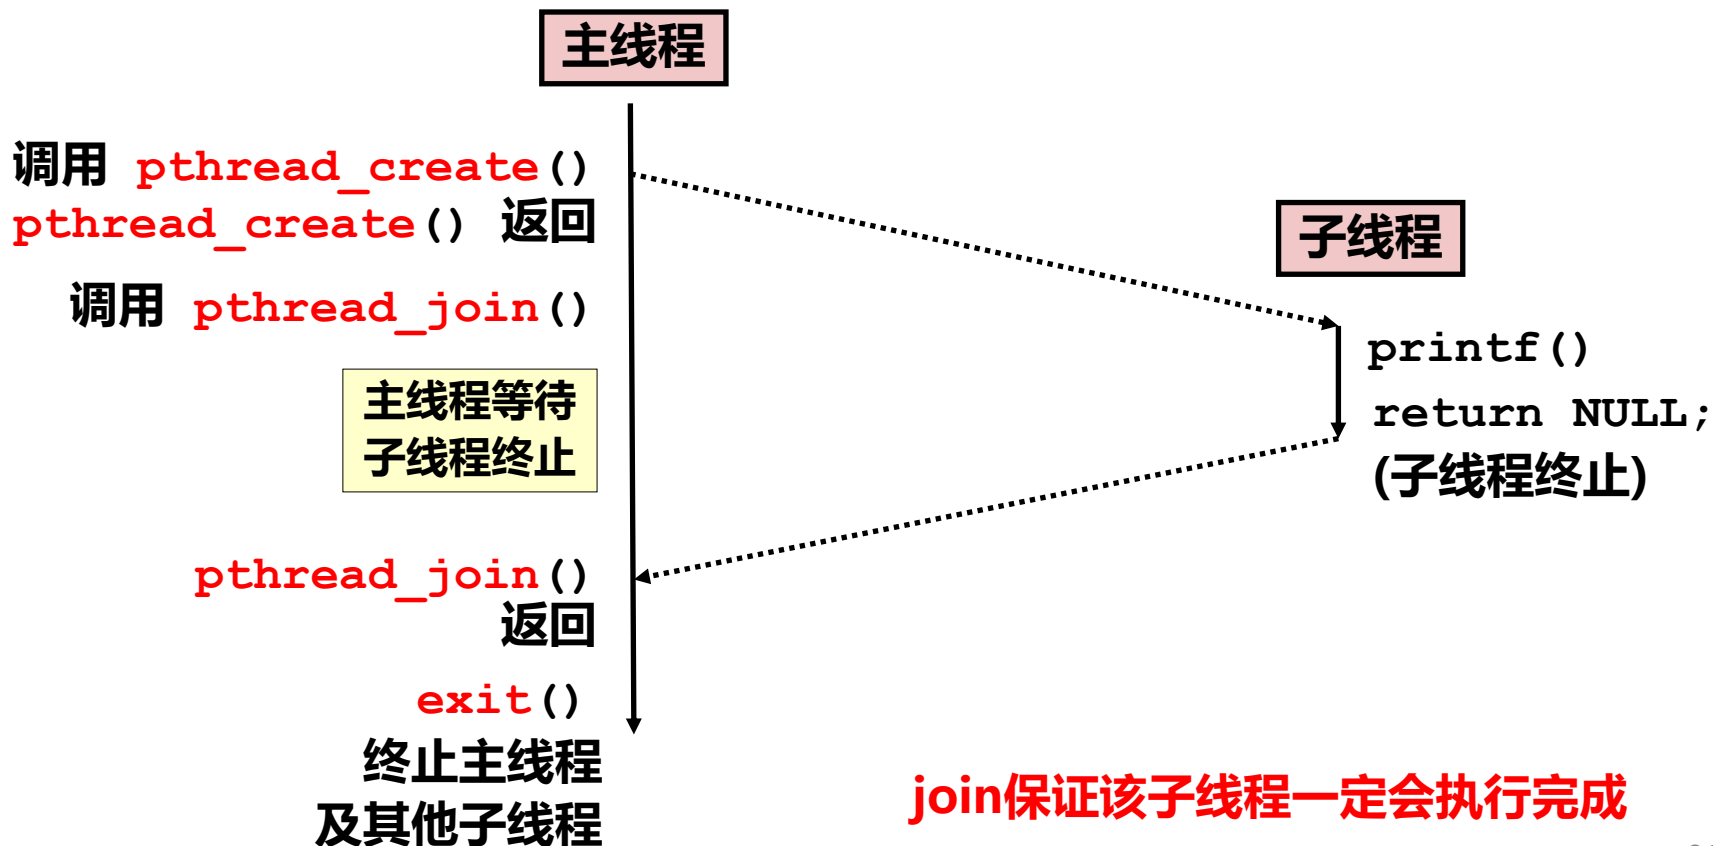 主线程
调用 pthread_create()
pthread_create() 返回
子线程
调用 pthread_join()
printf()
主线程等待
子线程终止
return NULL;
(子线程终止)
pthread_join()
返回
exit()
终止主线程
及其他子线程
join保证该子线程一定会执行完成